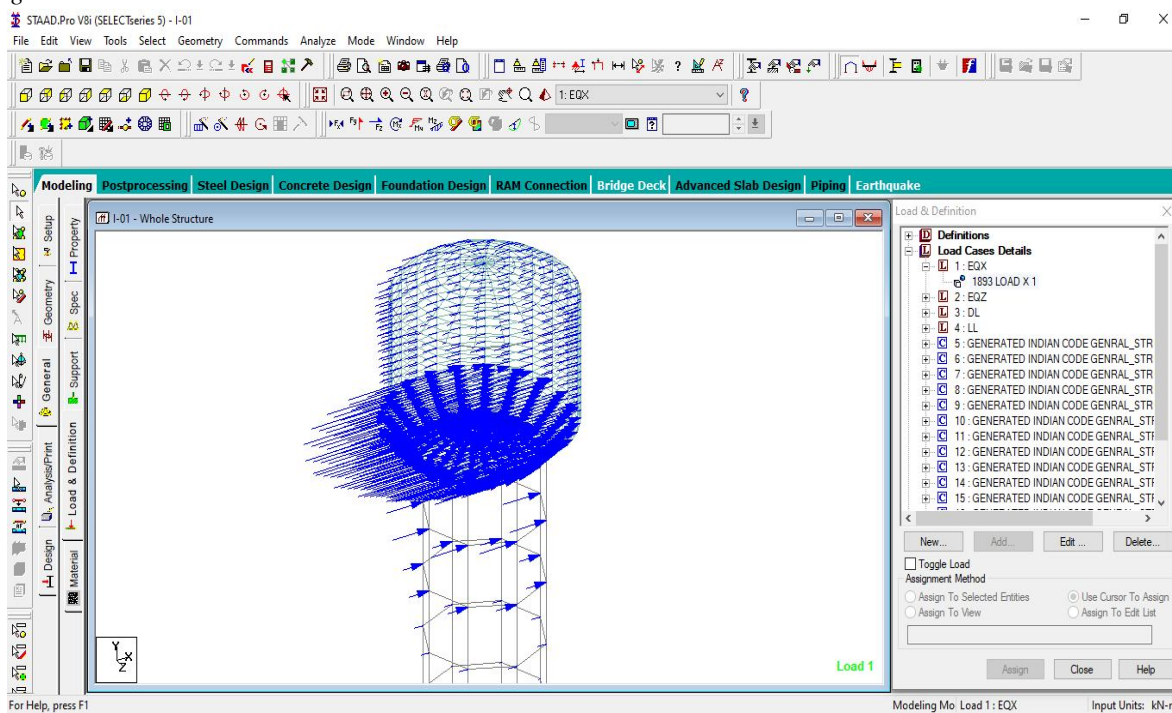 STAAD.Pro V8i (SELECTseries 5) - I-01
File Edit View Tools Select Geometry Commands Analyze Mode Window Help
1: EQX
Modeling Postprocessing Steel Design Concrete Design Foundation Design RAM Connection Bridge Deck Advanced Slab Design Piping Earthquake
Setup
Geometry
General
Analysis/Print
Design
Property
Spec
Support
Load & Definition
Material
I-01 - Whole Structure
Y
X
Z
Load 1
Load & Definition
Definitions
Load Cases Details
1 : EQX
1893 LOAD X 1
2 : EQZ
3 : DL
4 : LL
5 : GENERATED INDIAN CODE GENRAL_STR
6 : GENERATED INDIAN CODE GENRAL_STR
7 : GENERATED INDIAN CODE GENRAL_STR
8 : GENERATED INDIAN CODE GENRAL_STR
9 : GENERATED INDIAN CODE GENRAL_STR
10 : GENERATED INDIAN CODE GENRAL_STR
11 : GENERATED INDIAN CODE GENRAL_STR
12 : GENERATED INDIAN CODE GENRAL_STR
13 : GENERATED INDIAN CODE GENRAL_STR
14 : GENERATED INDIAN CODE GENRAL_STR
15 : GENERATED INDIAN CODE GENRAL_STR
New... Add... Edit ... Delete...
Toggle Load
Assignment Method
Assign To Selected Entities Use Cursor To Assign
Assign To View Assign To Edit List
Assign Close Help
For Help, press F1 Modeling Mo Load 1 : EQX Input Units: kN-r